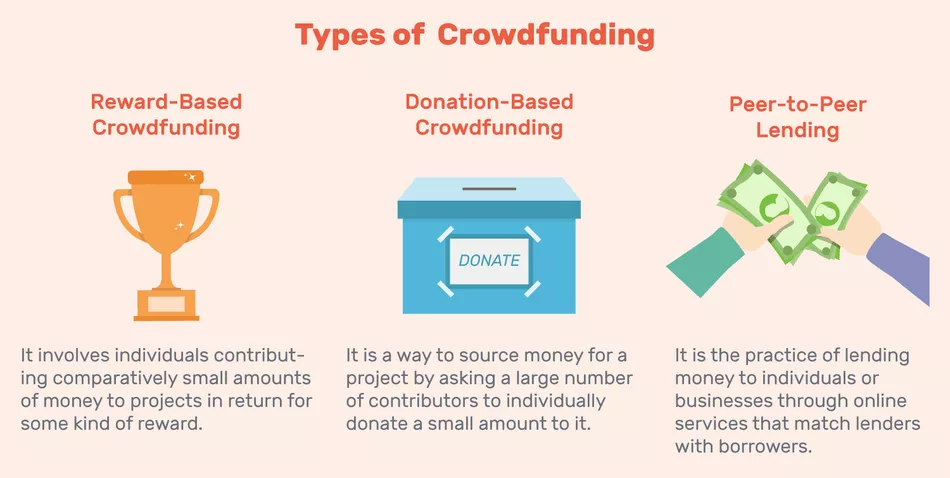 Types of Crowdfunding
Reward-Based
Crowdfunding
It involves individuals contribut-
ing comparatively small amounts
of money to projects in return for
some kind of reward.
Donation-Based
Crowdfunding
DONATE
It is a way to source money for a
project by asking a large number
of contributors to individually
donate a small amount to it.
Peer-to-Peer
Lending
It is the practice of lending
money to individuals or
businesses through online
services that match lenders
with borrowers.